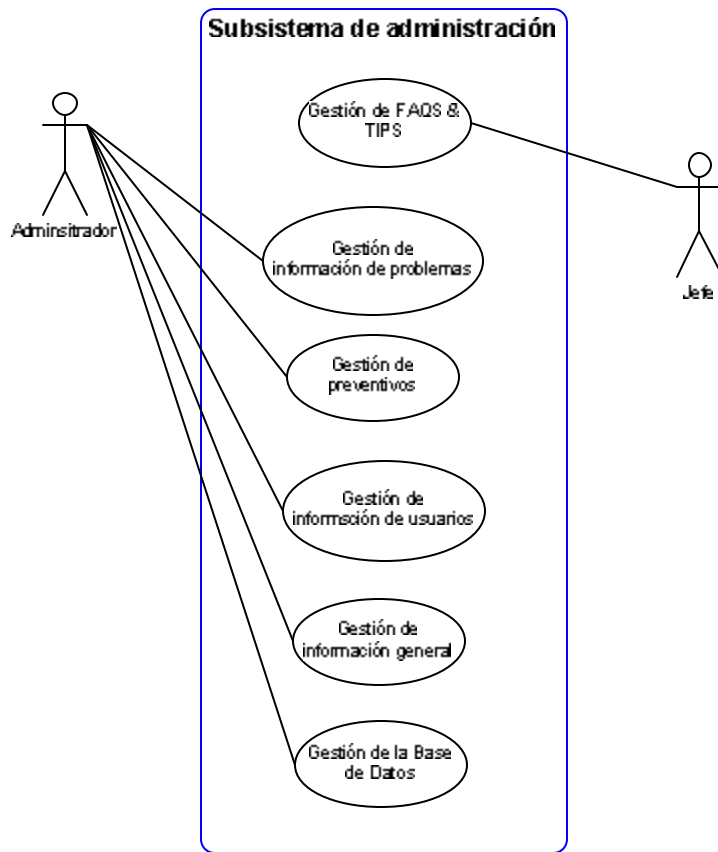 Subsistema de administración
Gestión de FAQS &
TIPS
Adminsitrador
Jefe
Gestión de
información de problemas
Gestión de
preventivos
Gestión de
informsción de usuarios
Gestión de
información general
Gestión de la Base
de Datos